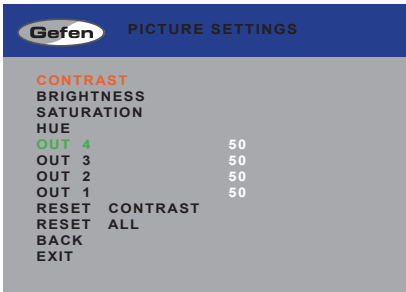 Gefen PICTURE SETTINGS
CONTRAST
BRIGHTNESS
SATURATION
HUE
OUT 4 50
OUT 3 50
OUT 2 50
OUT 1 50
RESET CONTRAST
RESET ALL
BACK
EXIT